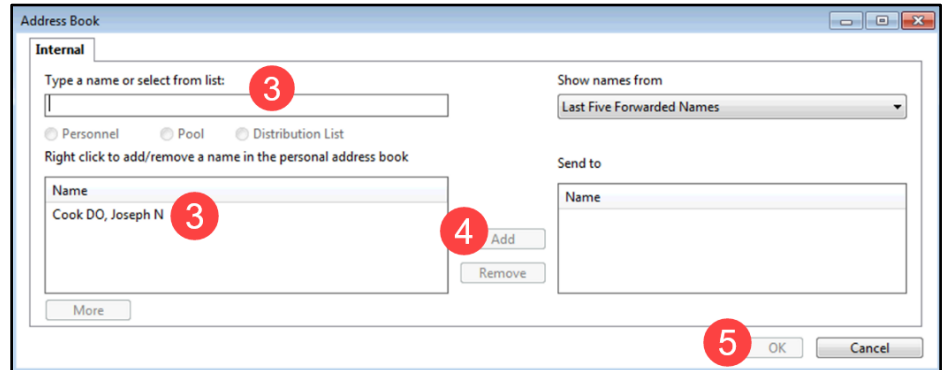 Address Book
Internal
Type a name or select from list:
3
Show names from
Last Five Forwarded Names
Personnel Pool Distribution List
Right click to add/remove a name in the personal address book
Send to
Name
Name
Cook DO, Joseph N
3
4
Add
Remove
More
5
OK
Cancel